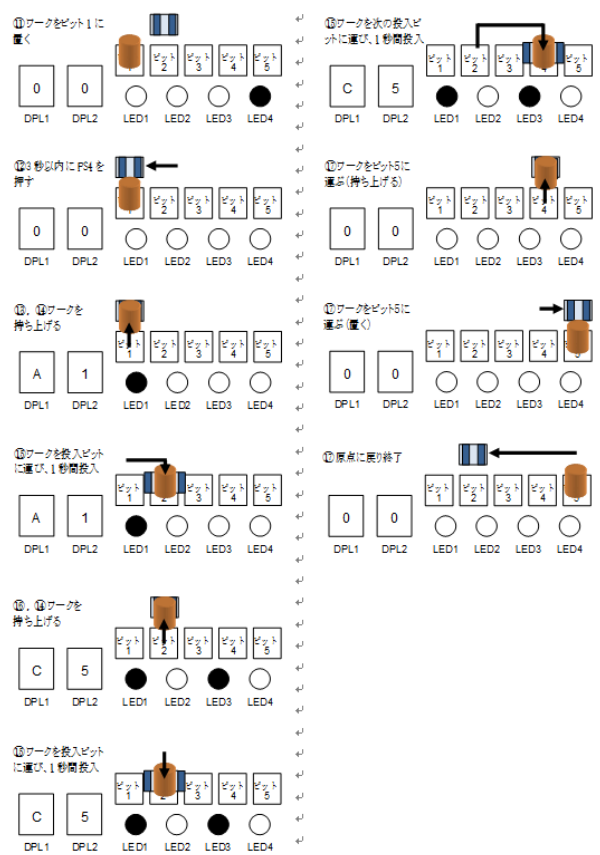 ⑪ワークをピット1に
置く
ピット
2
ピット
3
ピット
4
ピット
5
0
0
DPL1
DPL2
LED1
LED2
LED3
LED4
⑫3秒以内にPS4を
押す
ピット
2
ピット
3
ピット
4
ピット
5
0
0
DPL1
DPL2
LED1
LED2
LED3
LED4
⑬,⑭ワークを
持ち上げる
1
ピット
2
ピット
3
ピット
4
ピット
5
A
1
DPL1
DPL2
LED1
LED2
LED3
LED4
⑮ワークを投入ピット
に運び、1秒間投入
ピット
1
ピット
3
ピット
4
ピット
5
A
1
DPL1
DPL2
LED1
LED2
LED3
LED4
⑯,⑭ワークを
持ち上げる
ピット
1
ピット
2
ピット
3
ピット
4
ピット
5
C
5
DPL1
DPL2
LED1
LED2
LED3
LED4
⑮ワークを投入ピット
に運び、1秒間投入
ピット
1
ピット
3
ピット
4
ピット
5
C
5
DPL1
DPL2
LED1
LED2
LED3
LED4
⑮ワークを次の投入ピ
ットに運び、1秒間投入
ピット
1
ピット
2
ピット
3
C
5
DPL1
DPL2
LED1
LED2
LED3
LED4
⑰ワークをピット5に
運ぶ(持ち上げる)
ピット
1
ピット
2
ピット
3
ピット
4
ピット
5
0
0
DPL1
DPL2
LED1
LED2
LED3
LED4
⑰ワークをピット5に
運ぶ(置く)
ピット
1
ピット
2
ピット
3
ピット
4
0
0
DPL1
DPL2
LED1
LED2
LED3
LED4
⑰原点に戻り終了
ピット
1
ピット
2
ピット
3
ピット
4
0
0
DPL1
DPL2
LED1
LED2
LED3
LED4